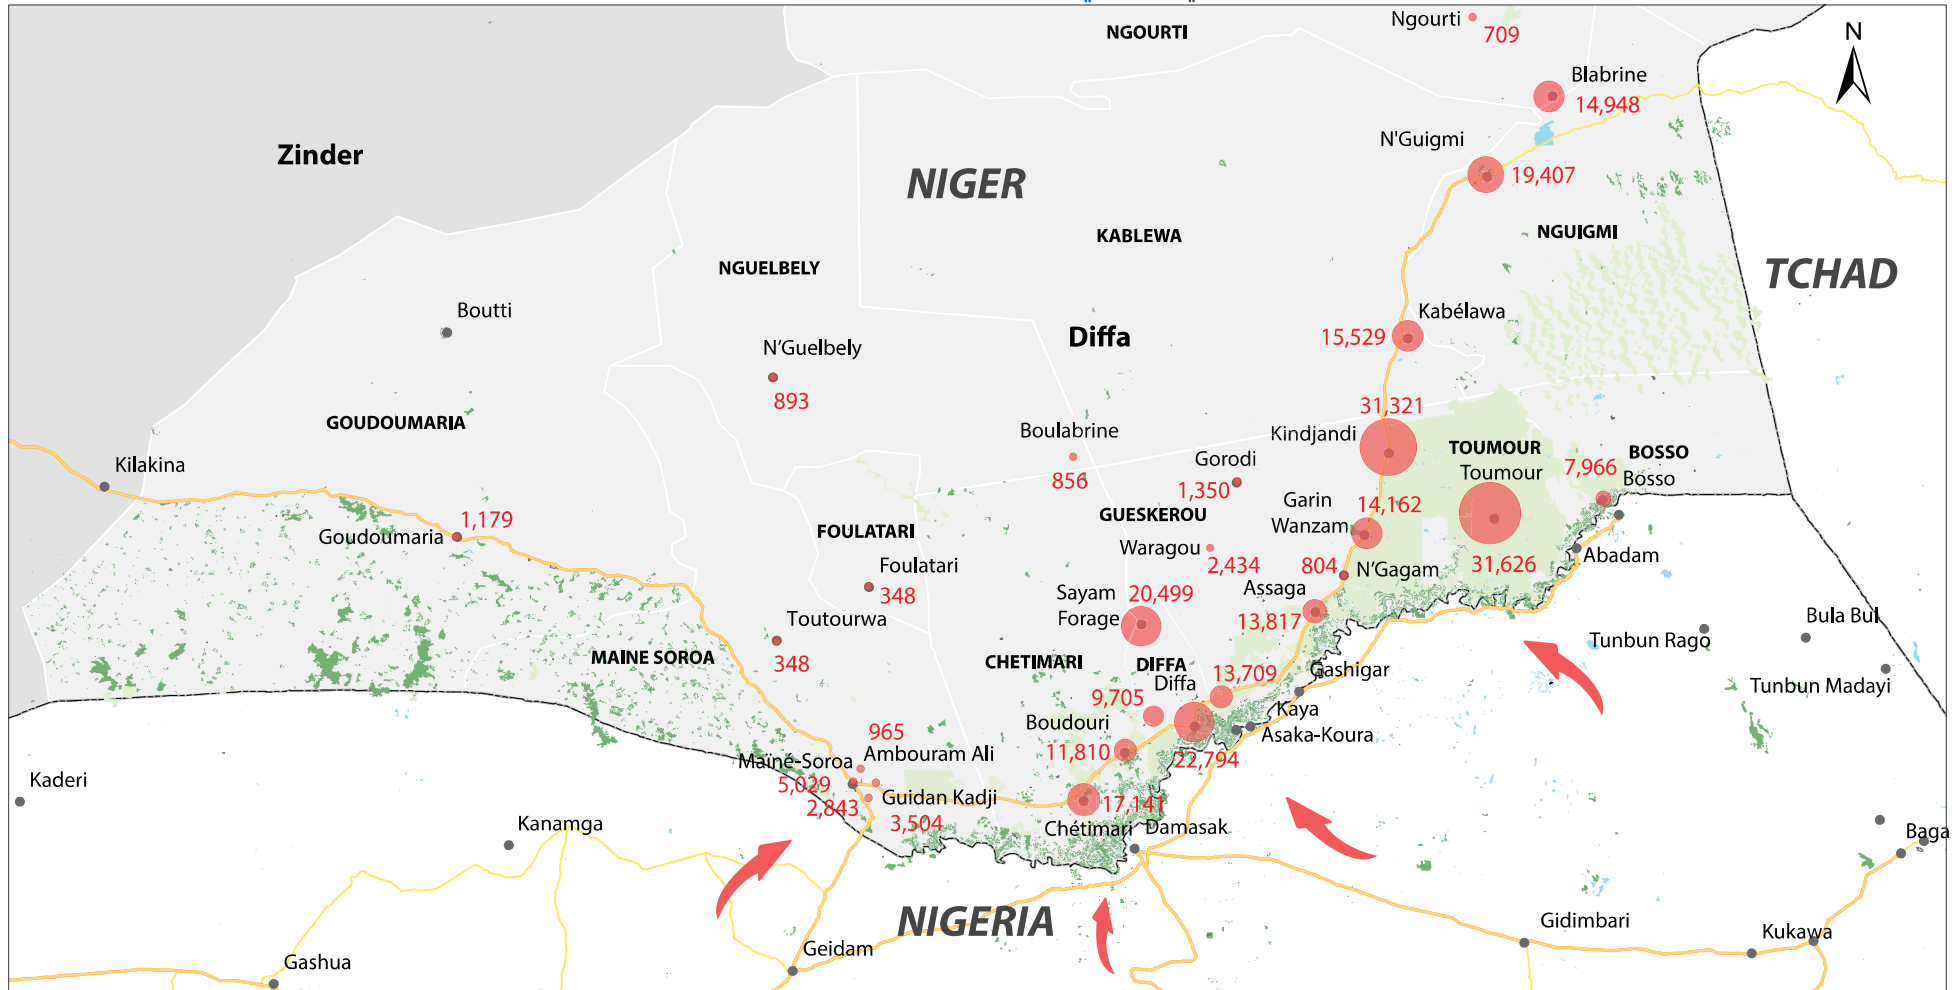 Ngourti
709
NGOURTI
N
Blabrine
14,948
N'Guigmi
Zinder
NIGER
19,407
KABLEWA
NGUIGMI
NGUELBELY
TCHAD
Boutti
Kabélawa
Diffa
15,529
N'Guelbely
893
31,321
GOUDOUMARIA
Boulabrine
Kindjandi
TOUMOUR
BOSSO
Kilakina
Gorodi
Toumour
7,966
Bosso
856
1,350
Garin
Wanzam
14,162
1,179
GUESKEROU
Goudoumaria
FOULATARI
Waragou
2,434
804
N'Gagam
31,626
Abadam
Foulatari
348
Sayam
Forage
20,499
Assaga
13,817
Toutourwa
348
Bula Bul
Tunbun Rago
MAINE SOROA
CHETIMARI
DIFFA
Diffa
13,709
Gashigar
Tunbun Madayi
9,705
Kaya
Boudouri
Asaka-Koura
965
Ambouram Ali
11,810
22,794
Maïné-Soroa
5,029
Kaderi
2,843
Guidan Kadji
3,504
17,141
Kanamga
Chétimari
Damasak
Baga
NIGERIA
Gidimbari
Kukawa
Geidam
Gashua